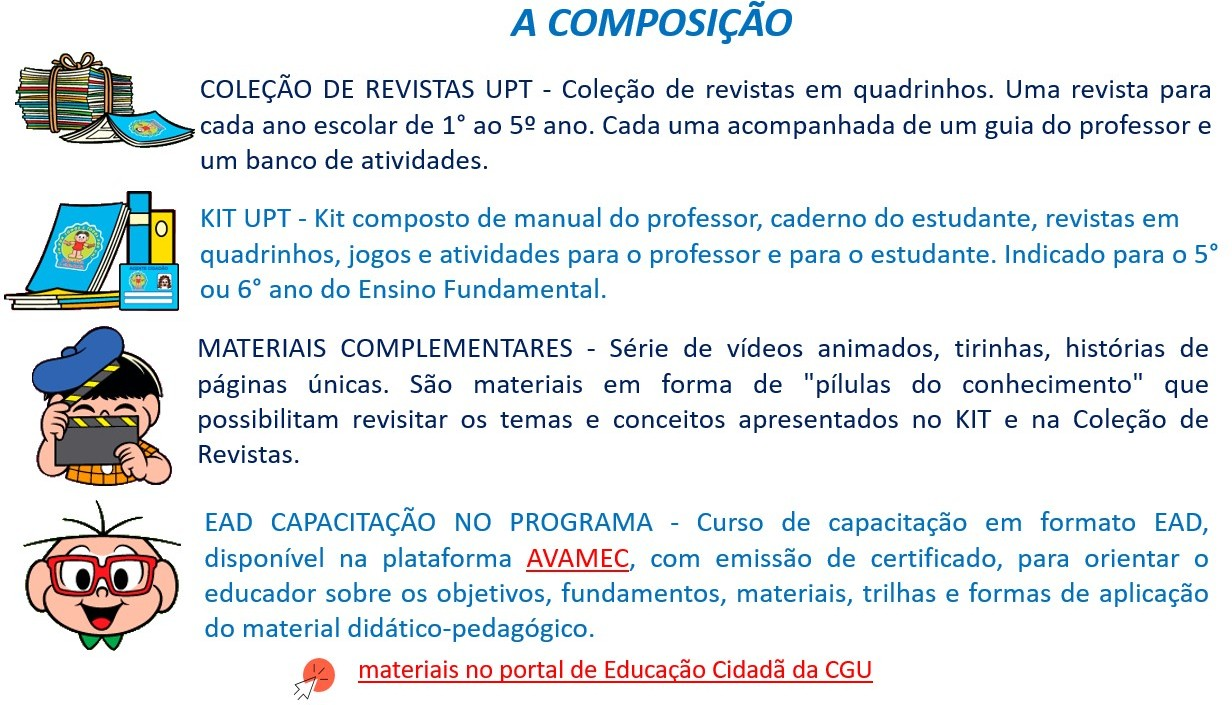 A COMPOSIÇÃO
COLEÇÃO DE REVISTAS UPT - Coleção de revistas em quadrinhos. Uma revista para
cada ano escolar de 1° ao 5º ano. Cada uma acompanhada de um guia do professor e
um banco de atividades.
KIT UPT - Kit composto de manual do professor, caderno do estudante, revistas em
quadrinhos, jogos e atividades para o professor e para o estudante. Indicado para o 5°
ou 6° ano do Ensino Fundamental.
MATERIAIS COMPLEMENTARES - Série de vídeos animados, tirinhas, histórias de
páginas únicas. São materiais em forma de "pílulas do conhecimento" que
possibilitam revisitar os temas e conceitos apresentados no KIT e na Coleção de
Revistas.
EAD CAPACITAÇÃO NO PROGRAMA - Curso de capacitação em formato EAD,
disponível na plataforma AVAMEC, com emissão de certificado, para orientar o
educador sobre os objetivos, fundamentos, materiais, trilhas e formas de aplicação
do material didático-pedagógico.
materiais no portal de Educação Cidadã da CGU